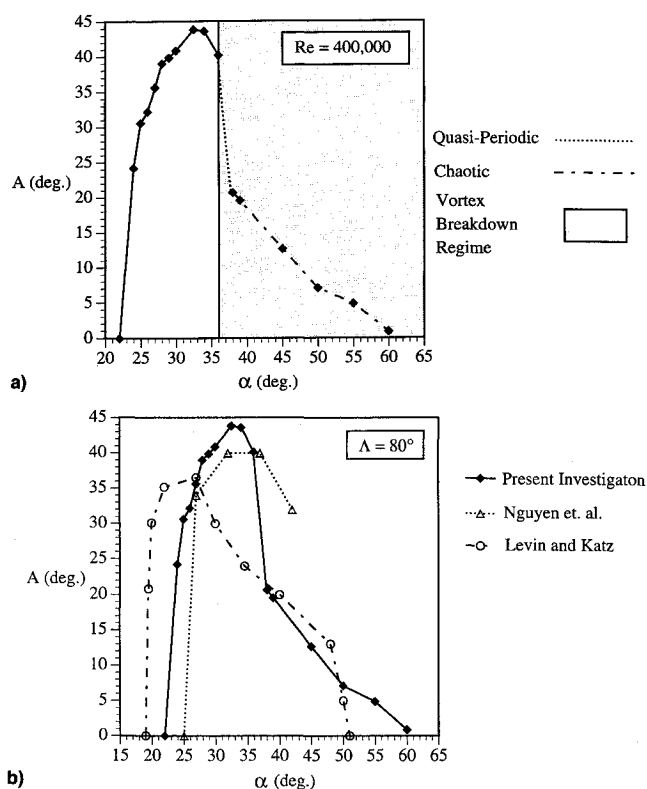 45
40
35
30
25
20
15
10
5
0
A (deg.)
Re = 400,000
20 25 30 35 40 45 50 55 60 65
α (deg.)
a)
Quasi-Periodic
Chaotic
Vortex
Breakdown
Regime
45
40
35
30
25
20
15
10
5
0
A (deg.)
Λ = 80°
15 20 25 30 35 40 45 50 55 60 65
α (deg.)
b)
Present Investigaton
Nguyen et. al.
Levin and Katz